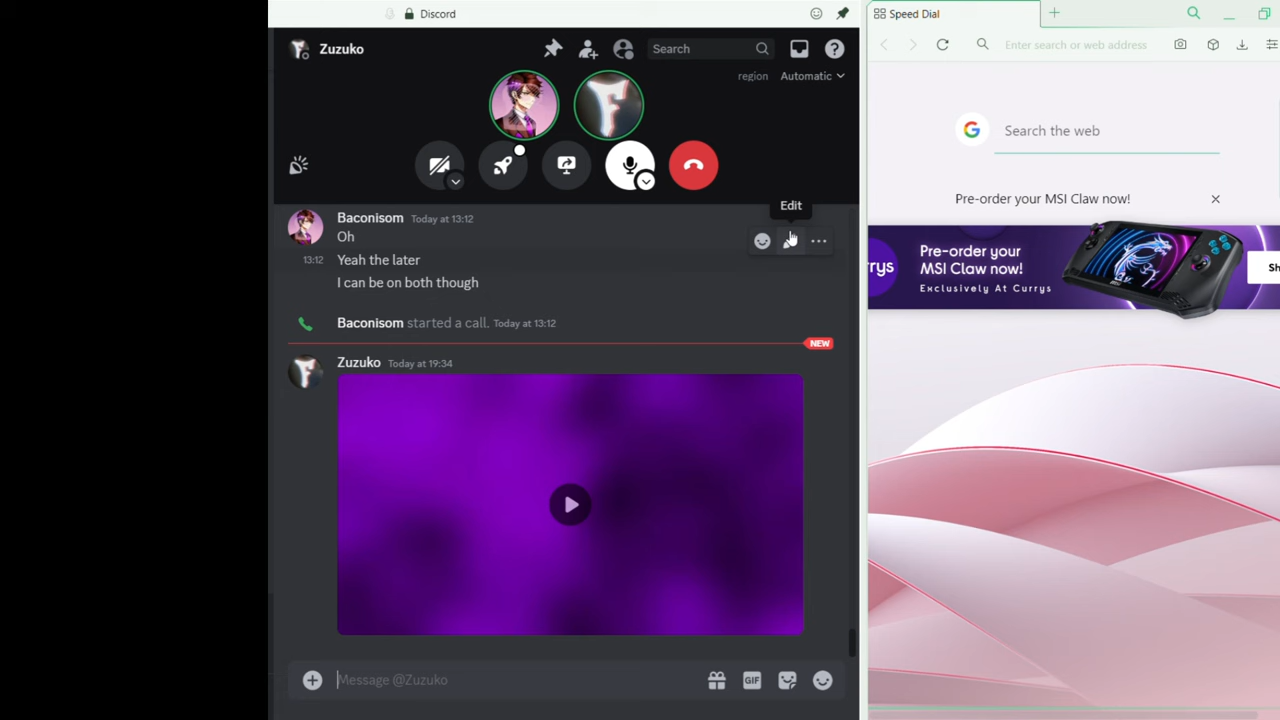 Discord
Speed Dial
Zuzuko
Search
Enter search or web address
region
Automatic
Search the web
Pre-order your MSI Claw now!
Edit
Baconisom Today at 13:12
Oh
13:12 Yeah the later
I can be on both though
rrys
Pre-order your
MSI Claw now!
Exclusively At Currys
Sh
Baconisom started a call. Today at 13:12
NEW
Zuzuko Today at 19:34
Message @Zuzuko
GIF